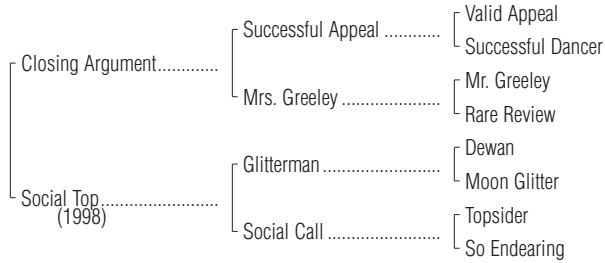 Valid Appeal
Successful Appeal ............
Successful Dancer
Closing Argument.............
Mr. Greeley
Mrs. Greeley .....................
Rare Review
Dewan
Glitterman .........................
Moon Glitter
Social Top.........................
(1998)
Topsider
Social Call ........................
So Endearing